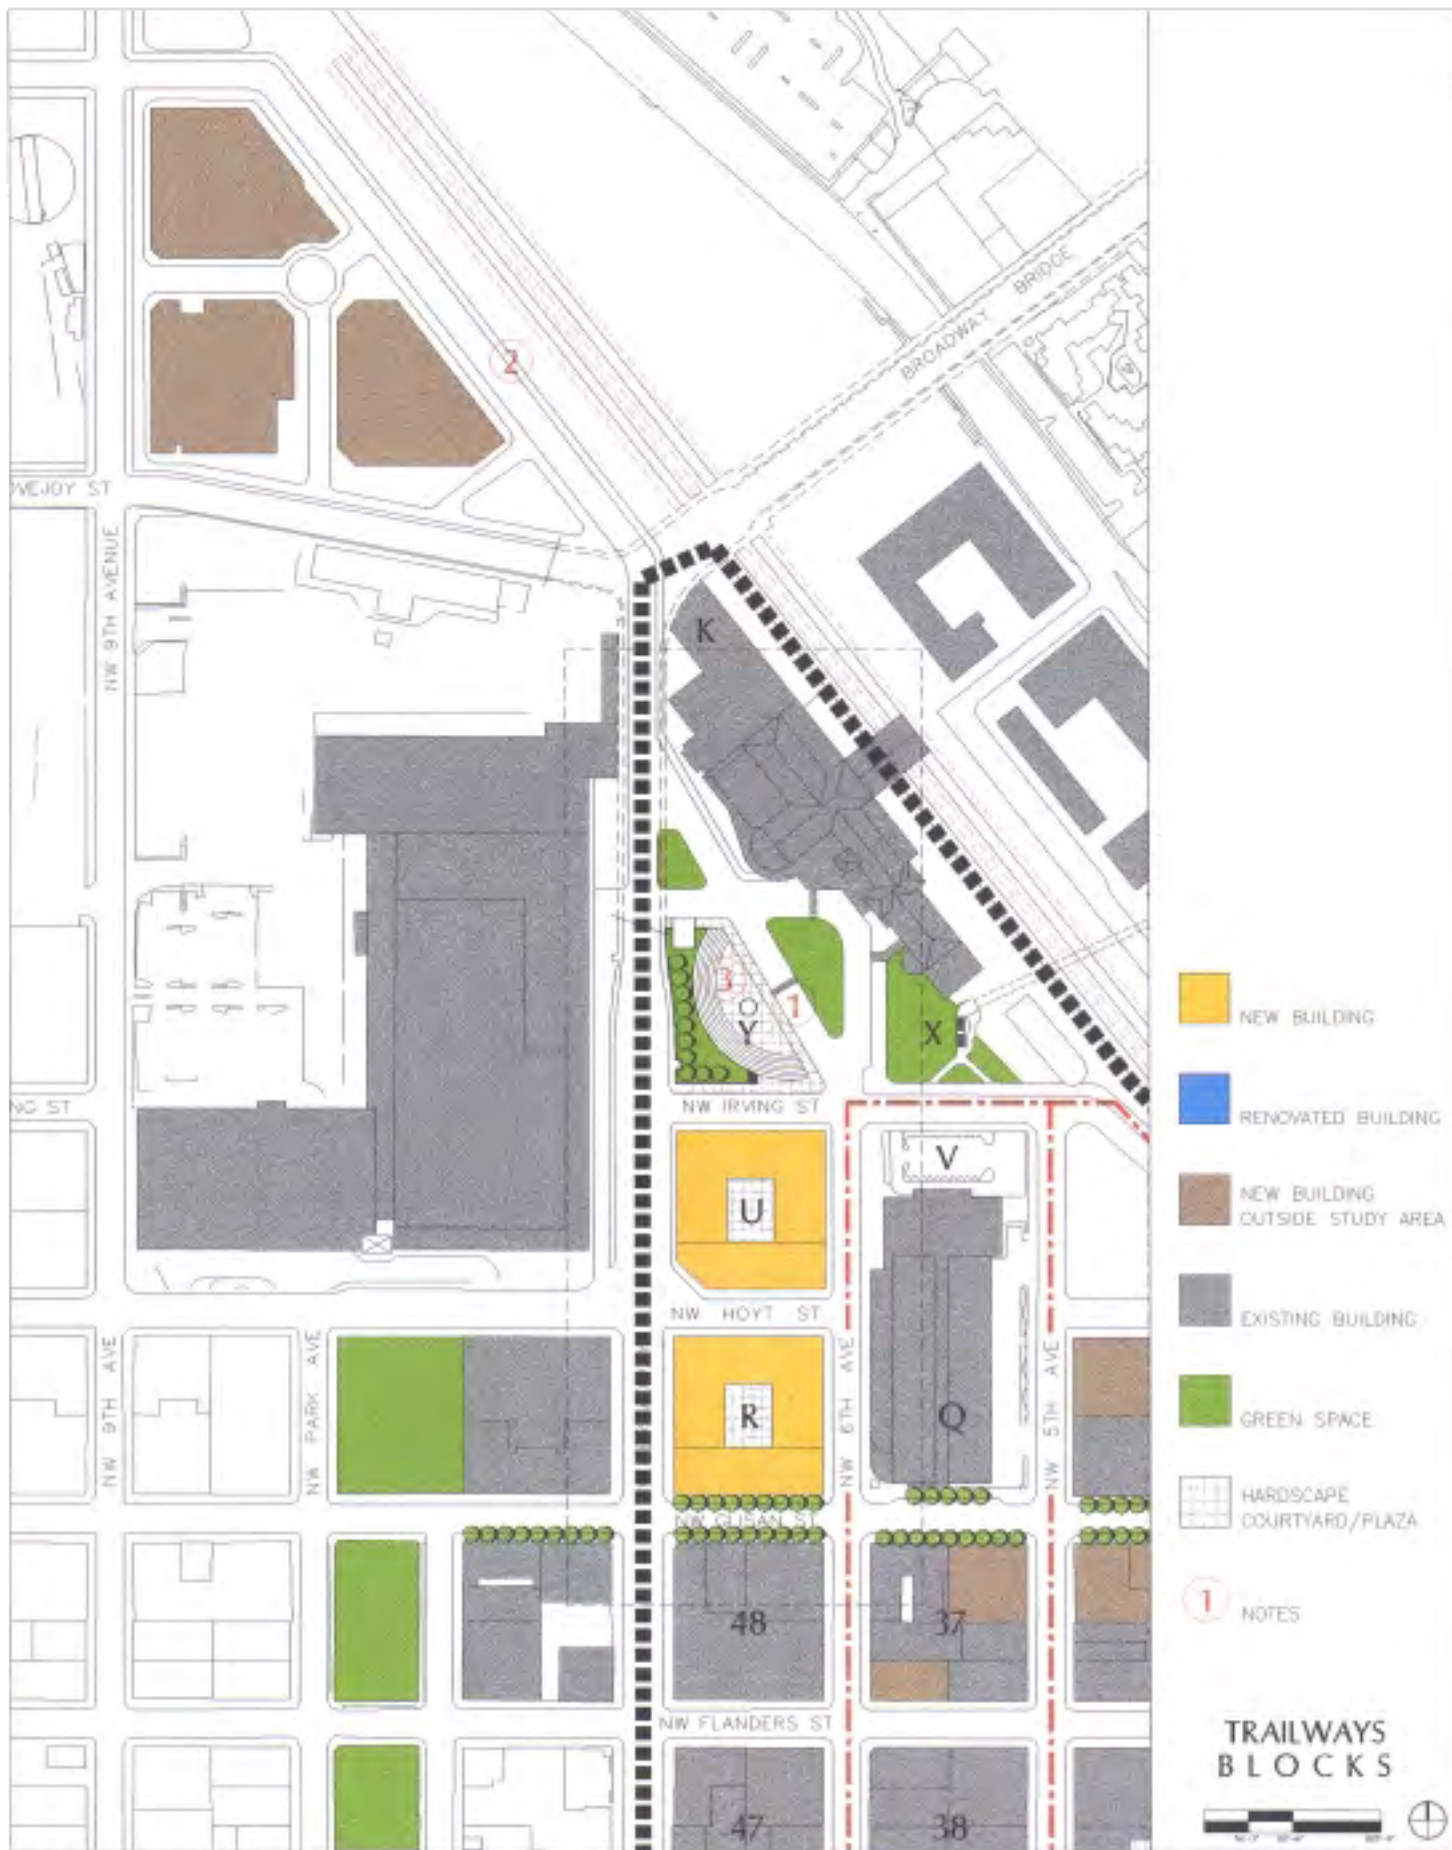 BROADWAY BRIDGE
2
OVEJOY ST
NW 9TH AVENUE
K
3
1
Y
X
NG ST
NW IRVING ST
V
U
NW HOYT ST
NW 9TH AVE
NW PARK AVE
R
NW 6TH AVE
Q
NW 5TH AVE
NW GLISAN ST
48
37
NW FLANDERS ST
47
38
NEW BUILDING
RENOVATED BUILDING
NEW BUILDING
OUTSIDE STUDY AREA
EXISTING BUILDING
GREEN SPACE
HARDSCAPE
COURTYARD/PLAZA
1 NOTES
TRAILWAYS
BLOCKS